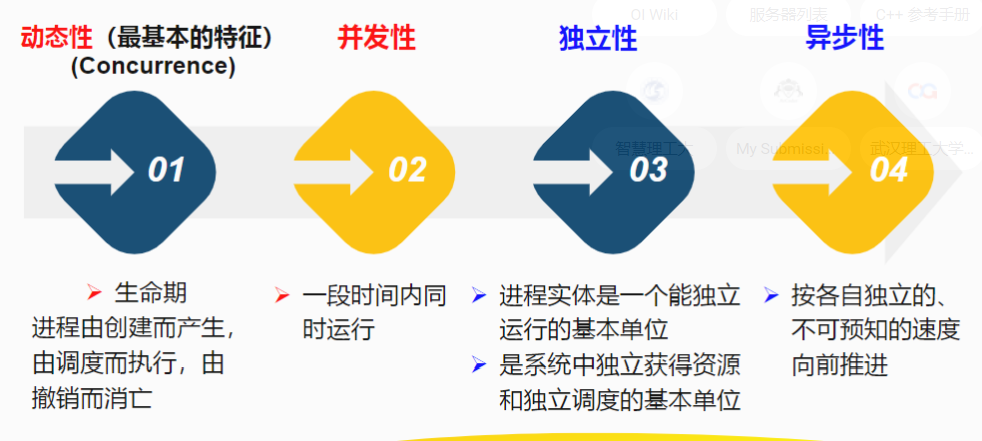 OI Wiki
服务器列表
C++ 参考手册
动态性（最基本的特征）
(Concurrence)
并发性
独立性
异步性
智慧理工大
My Submissi...
武汉理工大学...
01
02
03
04
➢ 生命期
进程由创建而产生，
由调度而执行，由
撤销而消亡
➢ 一段时间内同
时运行
➢ 进程实体是一个能独立
运行的基本单位
➢ 是系统中独立获得资源
和独立调度的基本单位
➢ 按各自独立的、
不可预知的速度
向前推进